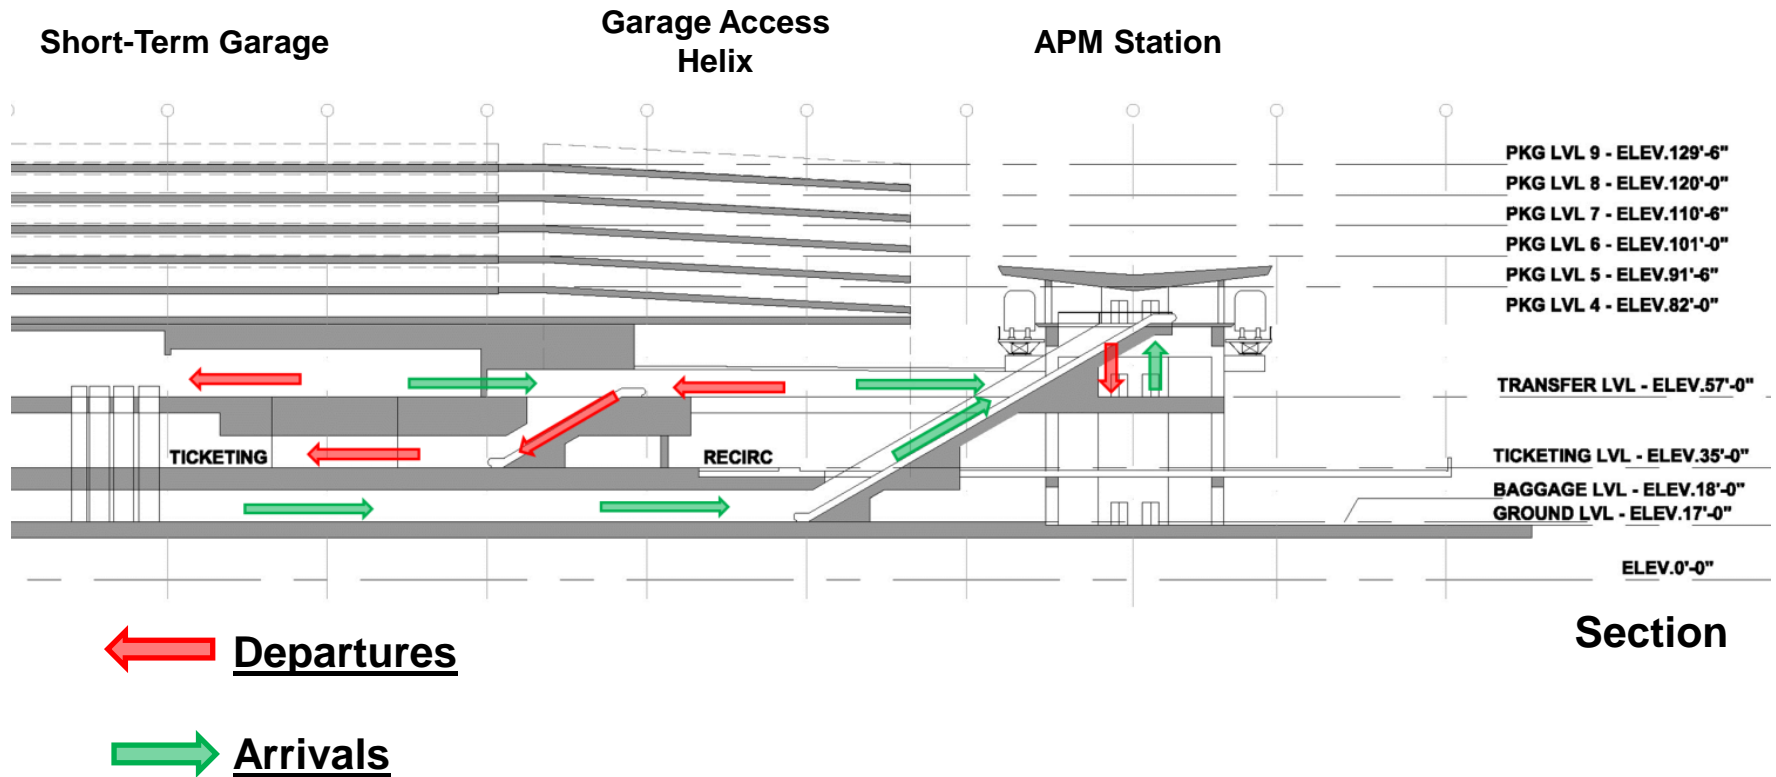 Short-Term Garage
Garage Access
Helix
APM Station
PKG LVL 9 - ELEV.129'-6"
PKG LVL 8 - ELEV.120'-0"
PKG LVL 7 - ELEV.110'-6"
PKG LVL 6 - ELEV.101'-0"
PKG LVL 5 - ELEV.91'-6"
PKG LVL 4 - ELEV.82'-0"
TRANSFER LVL - ELEV.57'-0"
TICKETING
RECIRC
TICKETING LVL - ELEV.35'-0"
BAGGAGE LVL - ELEV.18'-0"
GROUND LVL - ELEV.17'-0"
ELEV.0'-0"
Section
Departures
Arrivals